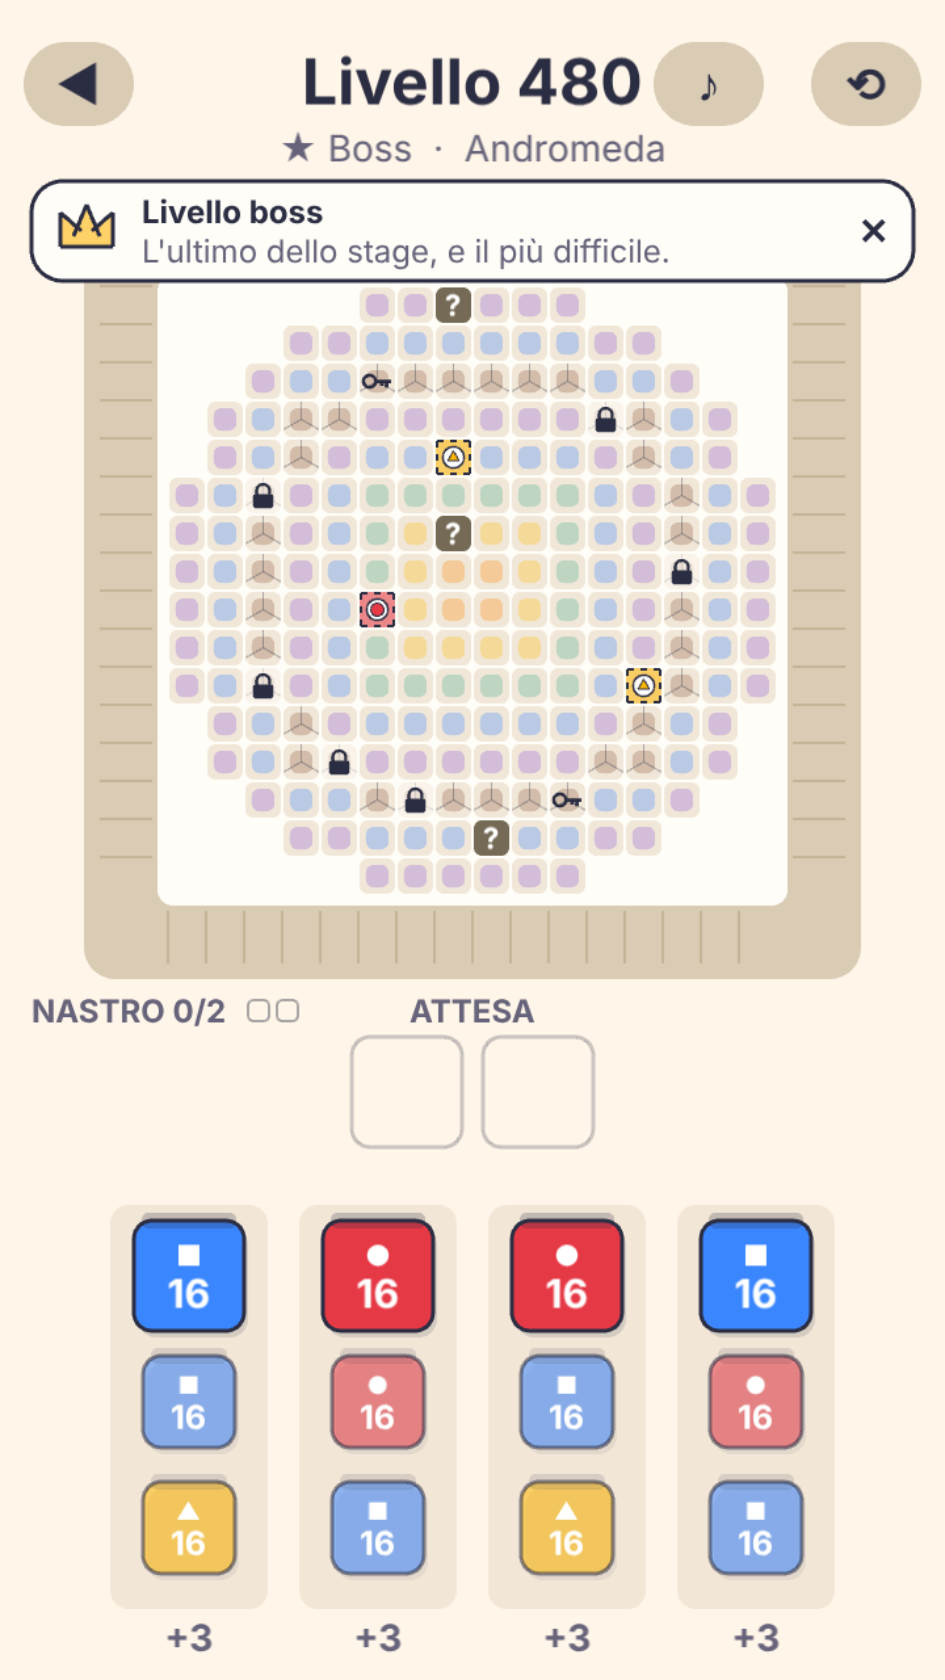 Livello 480
★ Boss · Andromeda
Livello boss
L'ultimo dello stage, e il più difficile.
?
?
?
NASTRO 0/2
ATTESA
16 16 16 16
16 16 16 16
16 16 16 16
+3 +3 +3 +3